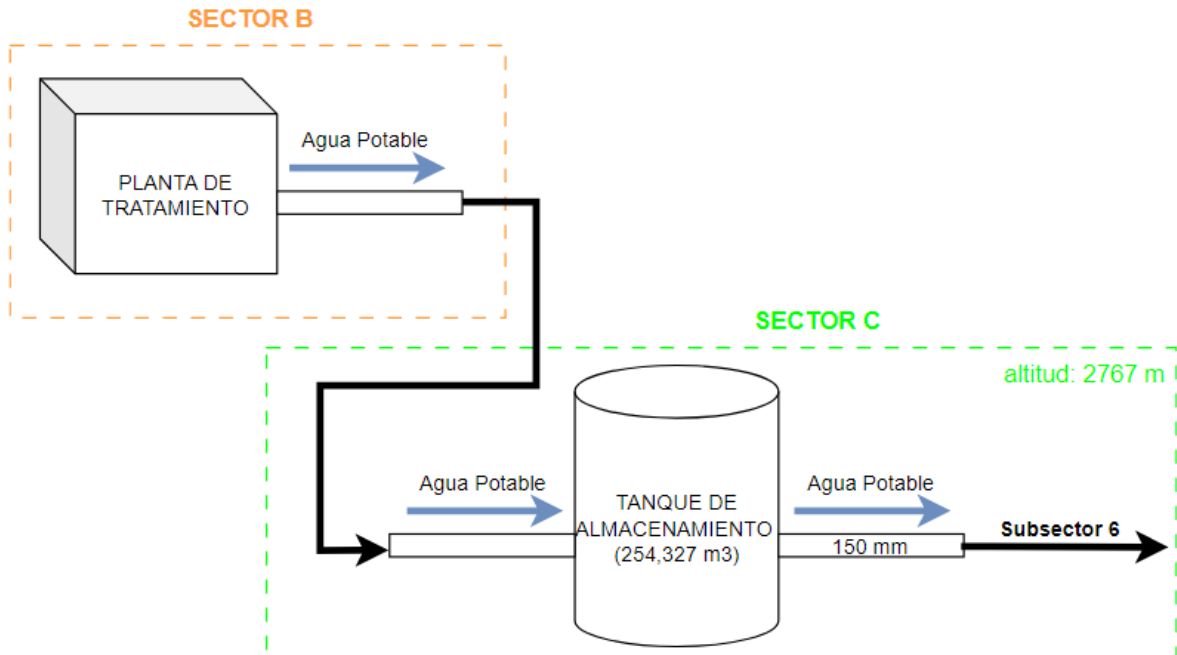 SECTOR B
Agua Potable
PLANTA DE
TRATAMIENTO
SECTOR C
altitud: 2767 m
Agua Potable
TANQUE DE
ALMACENAMIENTO
(254,327 m3)
Agua Potable
150 mm
Subsector 6